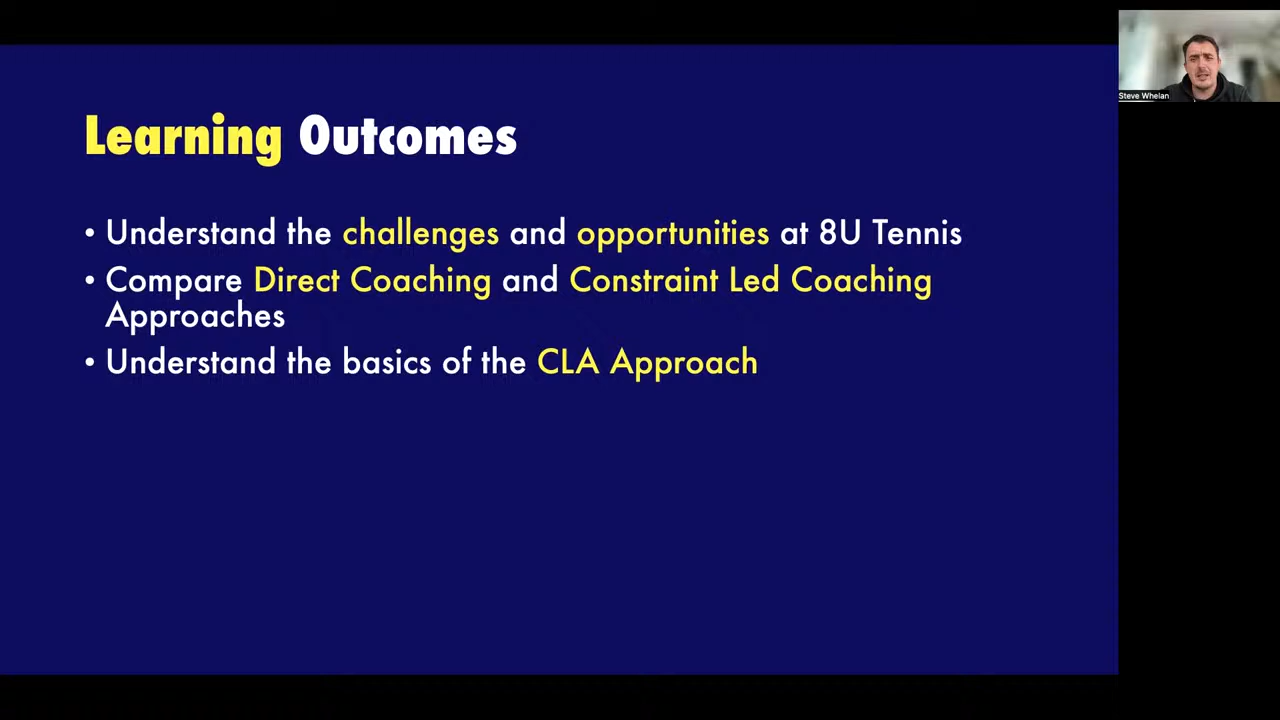 Learning Outcomes
• Understand the challenges and opportunities at 8U Tennis
• Compare Direct Coaching and Constraint Led Coaching
Approaches
• Understand the basics of the CLA Approach
Steve Whelan